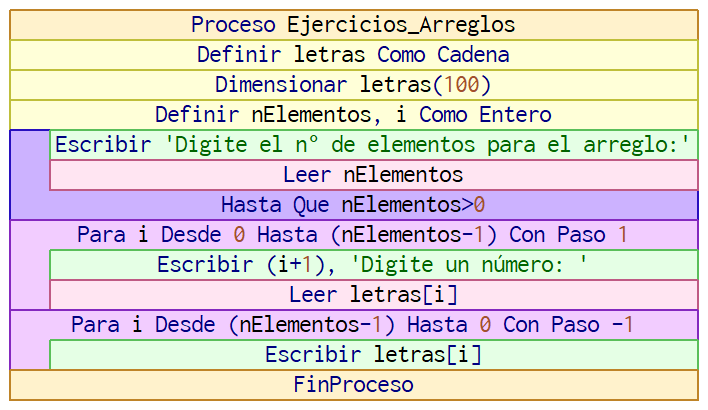 Proceso Ejercicios_Arreglos
Definir letras Como Cadena
Dimensionar letras(100)
Definir nElementos, i Como Entero
Escribir 'Digite el n° de elementos para el arreglo:'
Leer nElementos
Hasta Que nElementos>0
Para i Desde 0 Hasta (nElementos-1) Con Paso 1
Escribir (i+1), 'Digite un número: '
Leer letras[i]
Para i Desde (nElementos-1) Hasta 0 Con Paso -1
Escribir letras[i]
FinProceso